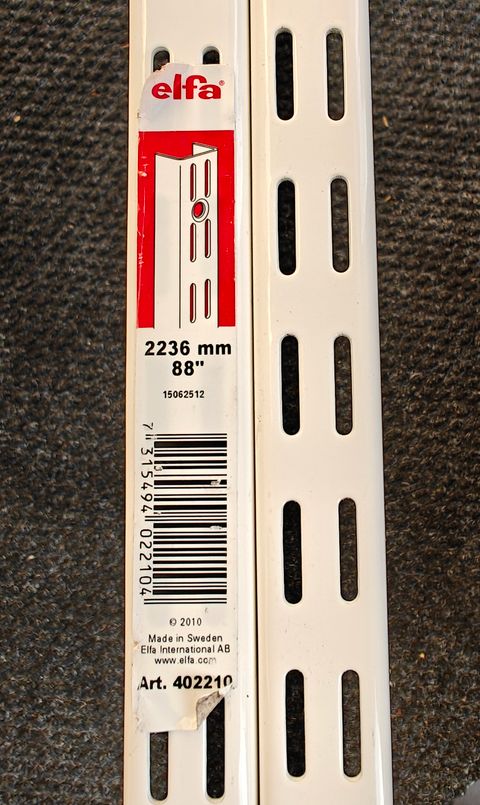 elfa®
2236 mm
88"
15062512
7 315494 022104
© 2010
Made in Sweden
Elfa International AB
www.elfa.com
Art. 402210